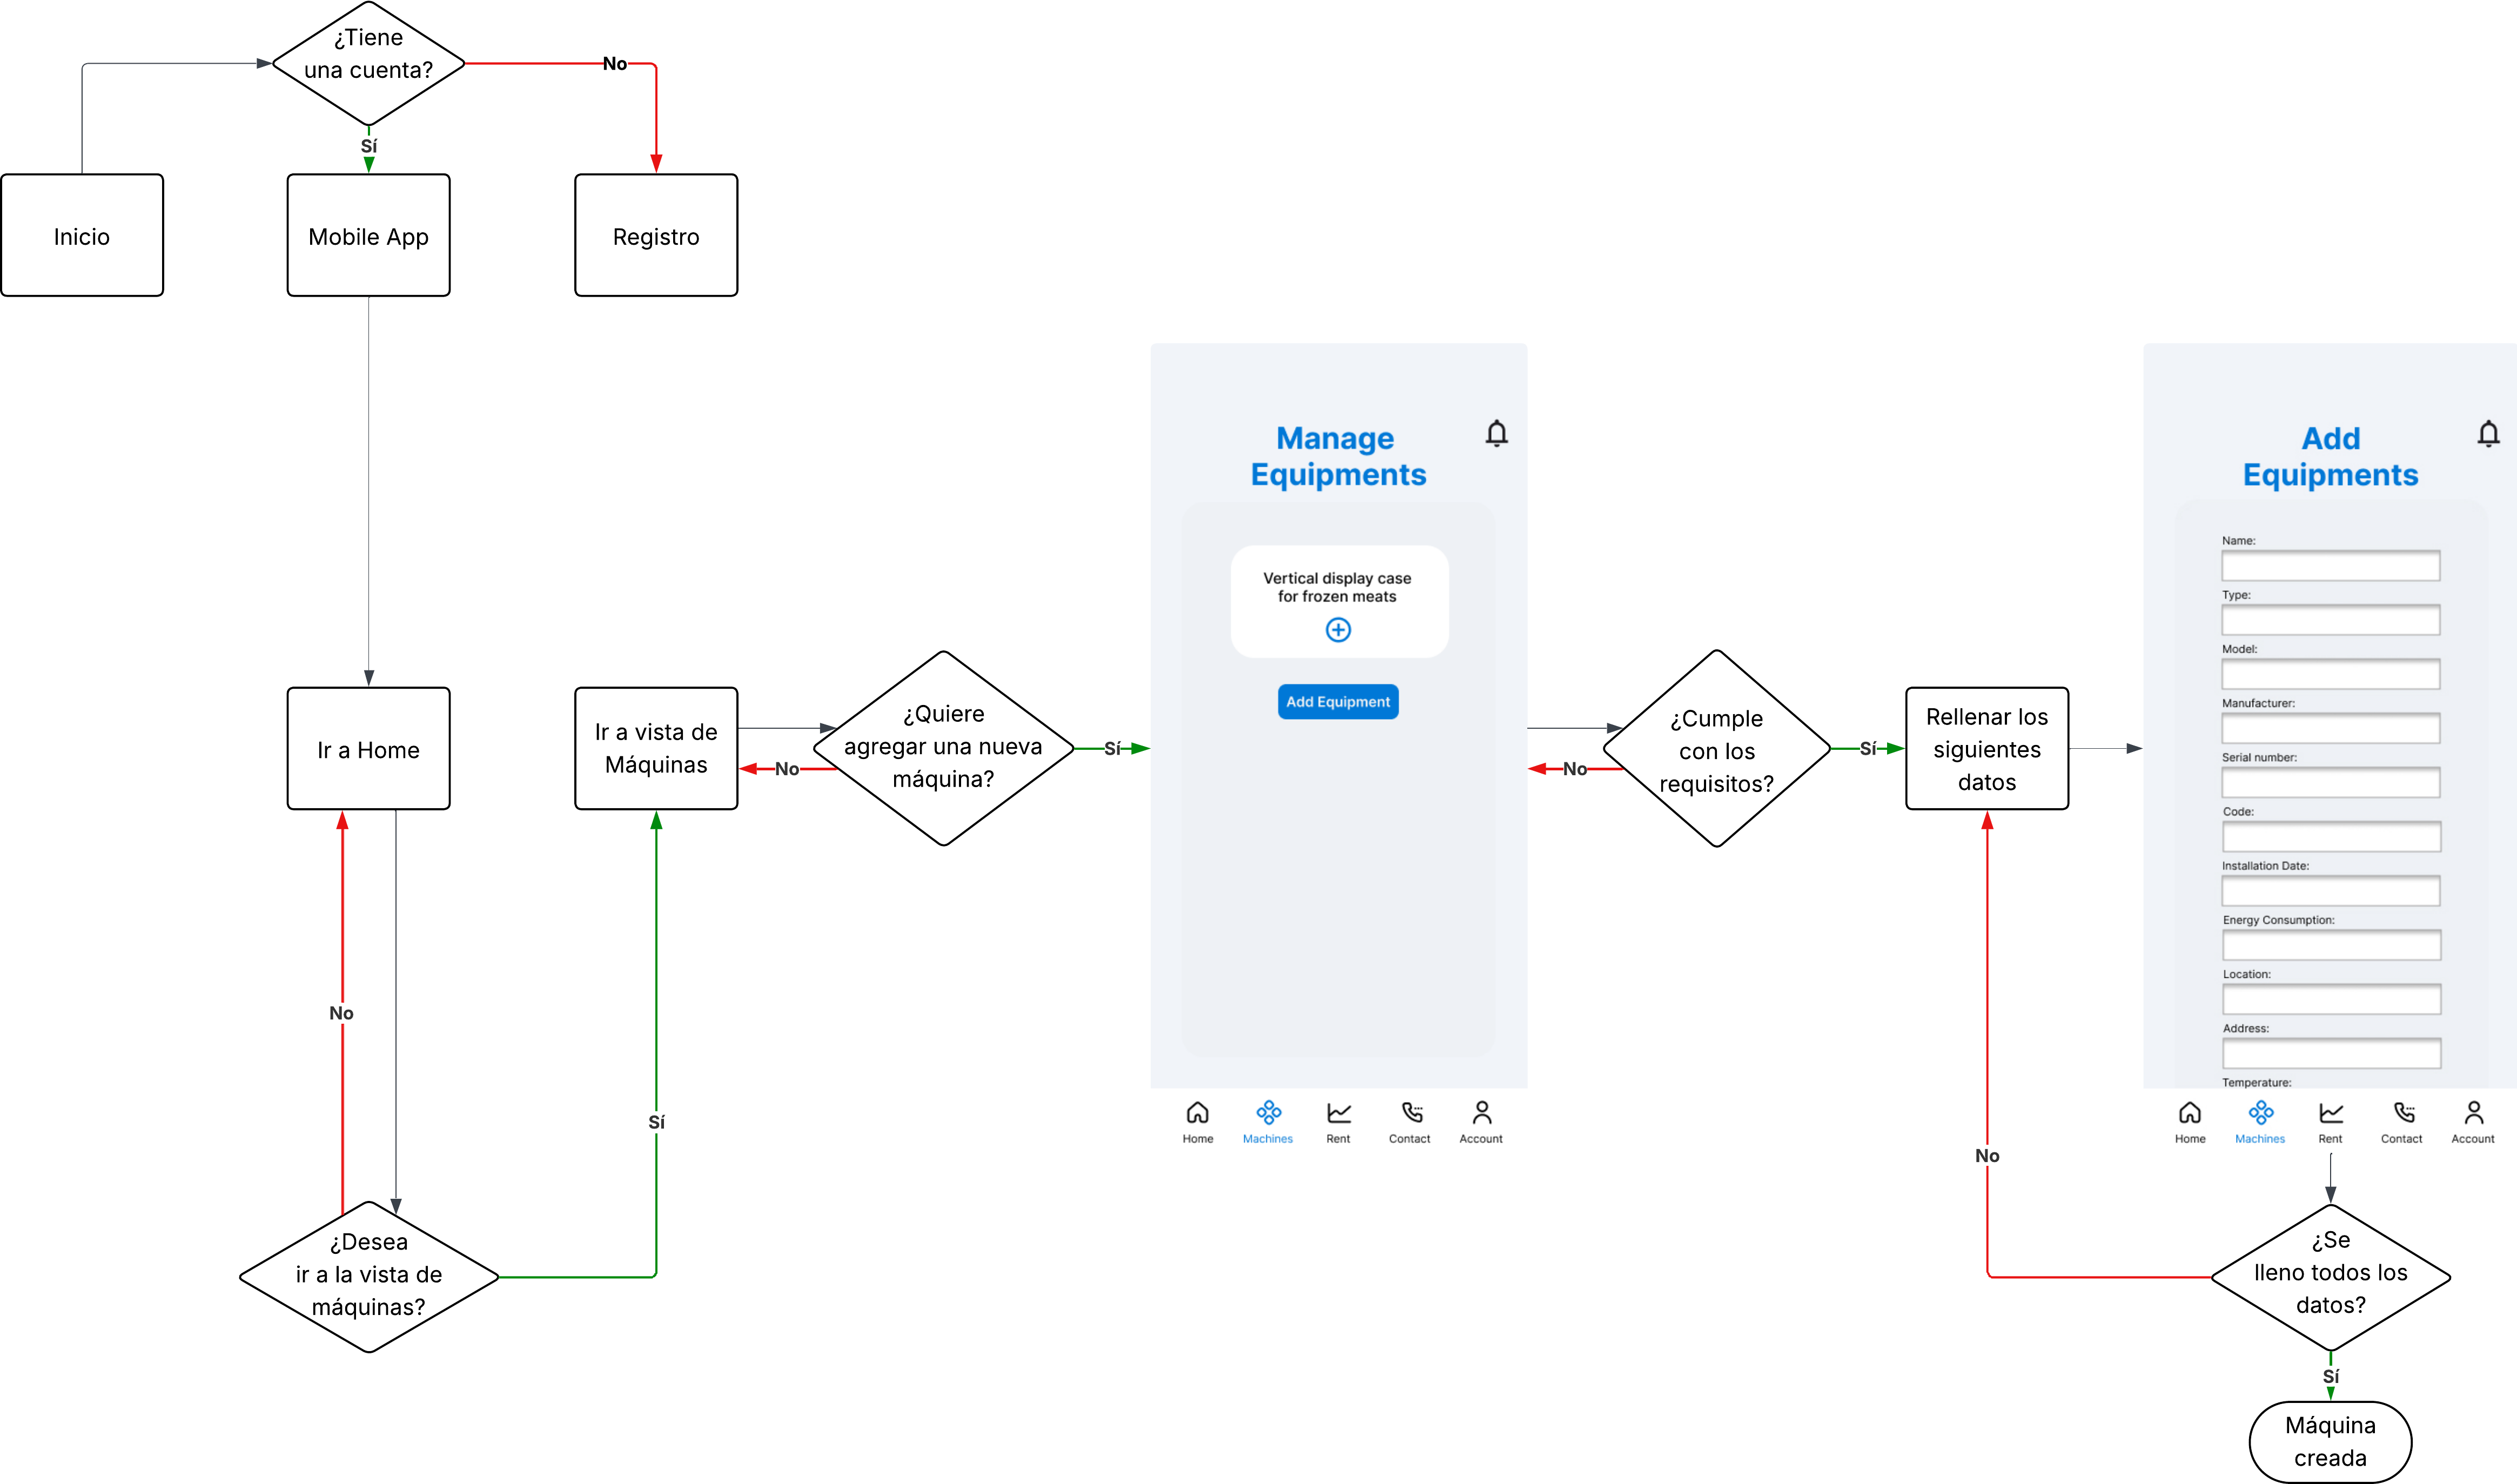 ¿Tiene
una cuenta?
No
Sí
Inicio
Mobile App
Registro
Ir a Home
No
¿Desea
ir a la vista de
máquinas?
Sí
Ir a vista de
Máquinas
No
¿Quiere
agregar una nueva
máquina?
Sí
Manage
Equipments
Vertical display case
for frozen meats
Add Equipment
Home
Machines
Rent
Contact
Account
No
¿Cumple
con los
requisitos?
Sí
Rellenar los
siguientes
datos
Add
Equipments
Name:
Type:
Model:
Manufacturer:
Serial number:
Code:
Installation Date:
Energy Consumption:
Location:
Address:
Temperature:
Home
Machines
Rent
Contact
Account
No
¿Se
lleno todos los
datos?
Sí
Máquina
creada